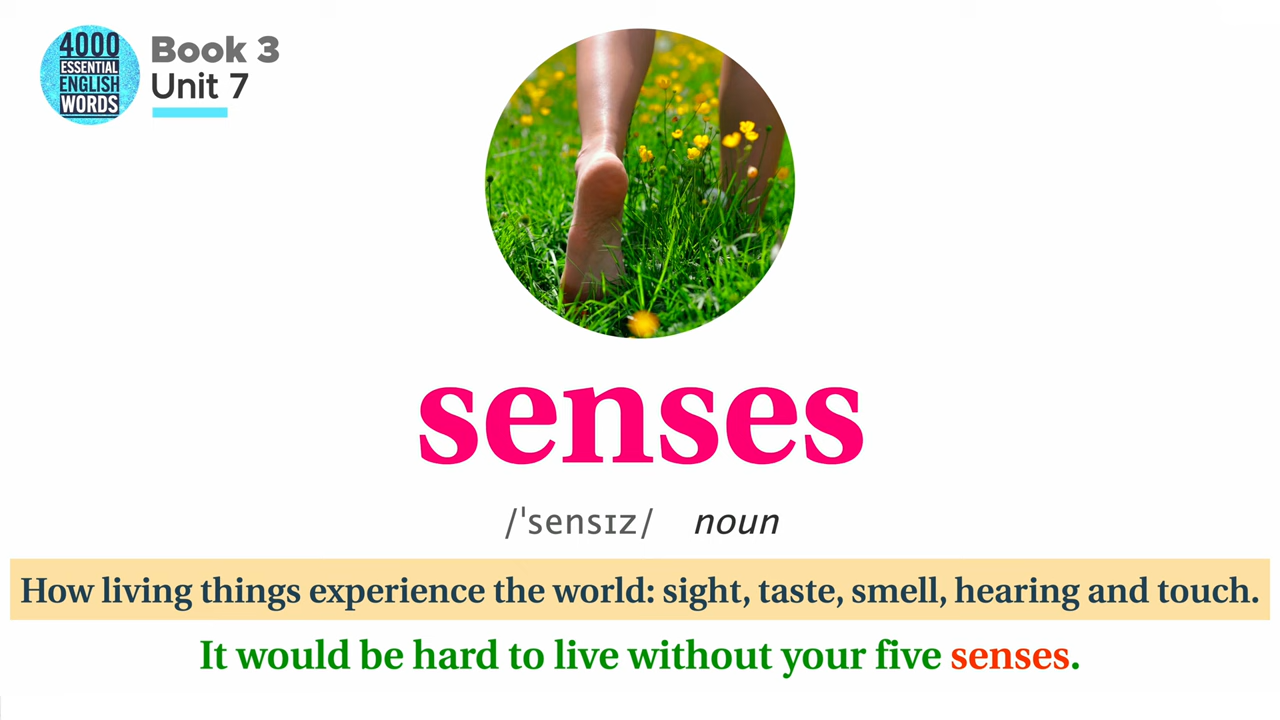 4000
ESSENTIAL
ENGLISH
WORDS
Book 3
Unit 7
senses
/ˈsensɪz/ noun
How living things experience the world: sight, taste, smell, hearing and touch.
It would be hard to live without your five senses.